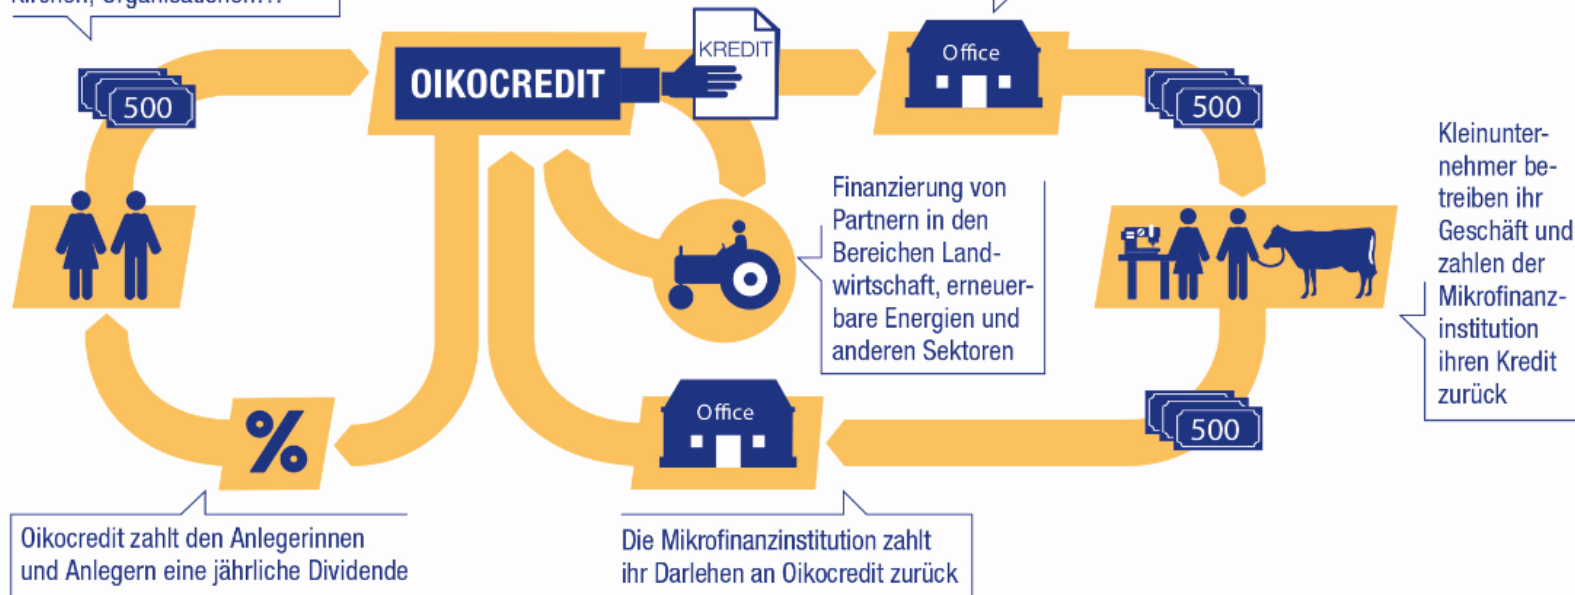 Kirchen, Organisationen...
500
OIKOCREDIT
KREDIT
Office
500
Kleinunter-
nehmer be-
treiben ihr
Geschäft und
zahlen der
Mikrofinanz-
institution
ihren Kredit
zurück
Finanzierung von
Partnern in den
Bereichen Land-
wirtschaft, erneuer-
bare Energien und
anderen Sektoren
%
Office
500
Oikocredit zahlt den Anlegerinnen
und Anlegern eine jährliche Dividende
Die Mikrofinanzinstitution zahlt
ihr Darlehen an Oikocredit zurück